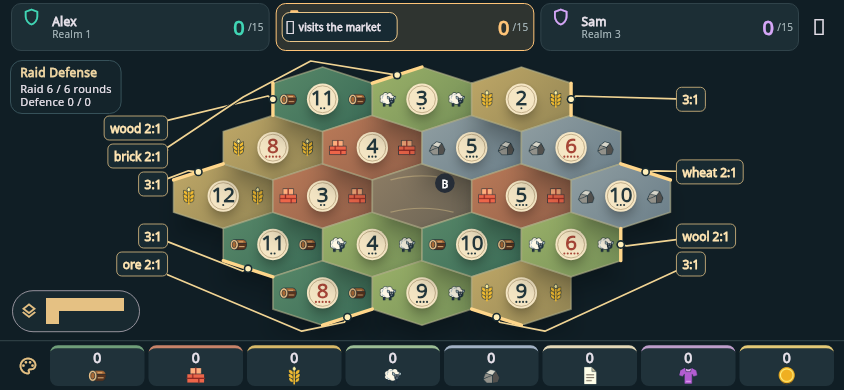 Alex
Realm 1
0 /15
visits the market
0 /15
Sam
Realm 3
0 /15
Raid Defense
Raid 6 / 6 rounds
Defence 0 / 0
11
3
2
3:1
wood 2:1
brick 2:1
8
4
5
6
3:1
wheat 2:1
12
3
B
5
10
3:1
11
4
10
6
wool 2:1
ore 2:1
3:1
8
9
9
0
0
0
0
0
0
0
0